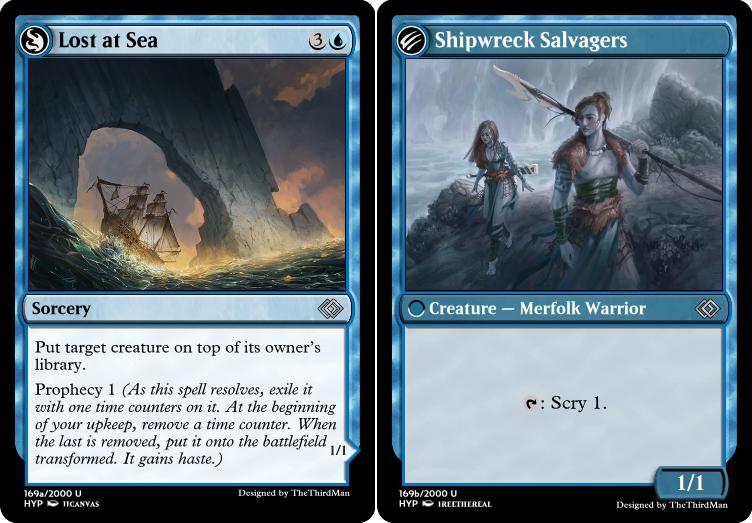 Lost at Sea
3
Sorcery
Put target creature on top of its owner's
library.
Prophecy 1 (As this spell resolves, exile it
with one time counters on it. At the beginning
of your upkeep, remove a time counter. When
the last is removed, put it onto the battlefield
transformed. It gains haste.)
1/1
169a/2000 U
HYP JICANVAS
Designed by TheThirdMan
Shipwreck Salvagers
Creature — Merfolk Warrior
: Scry 1.
1/1
169b/2000 U
HYP IREETHEREAL
Designed by TheThirdMan